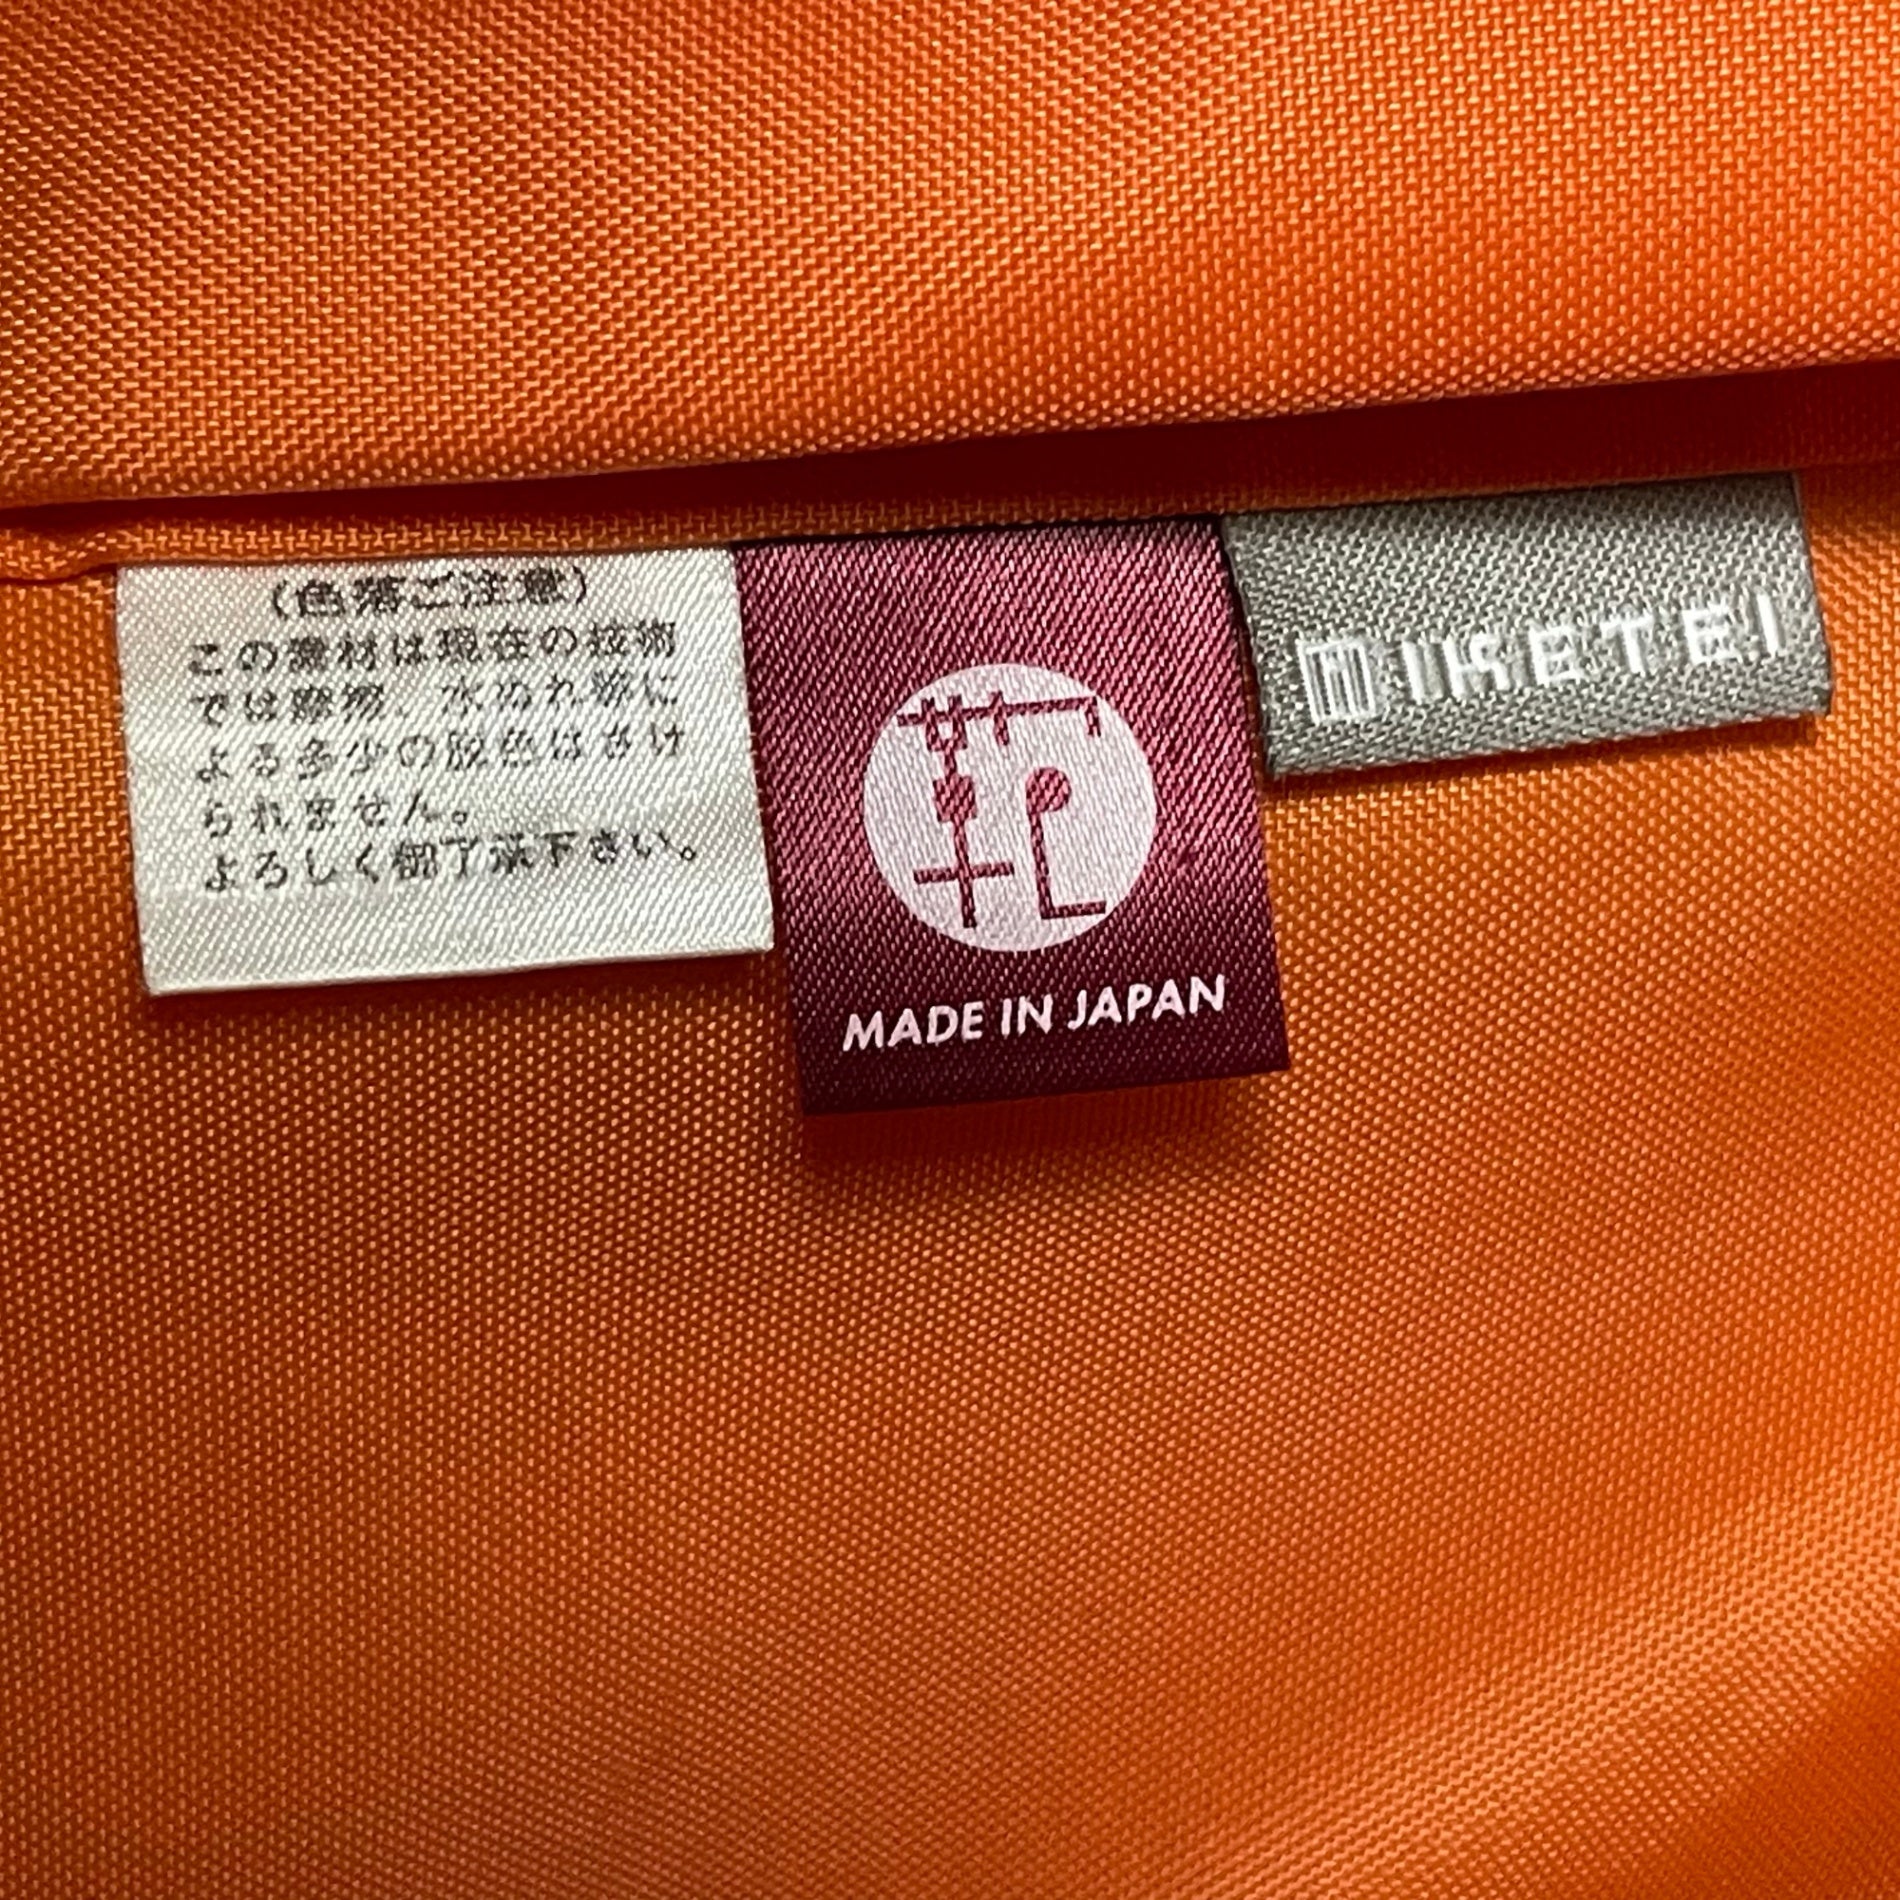 (色落ご注意)
この素材は現在の技術
では摩擦、水ぬれ等に
よる多少の脱色はさけ
られません。
よろしく御了承下さい。
鞄
MADE IN JAPAN
IKETEI